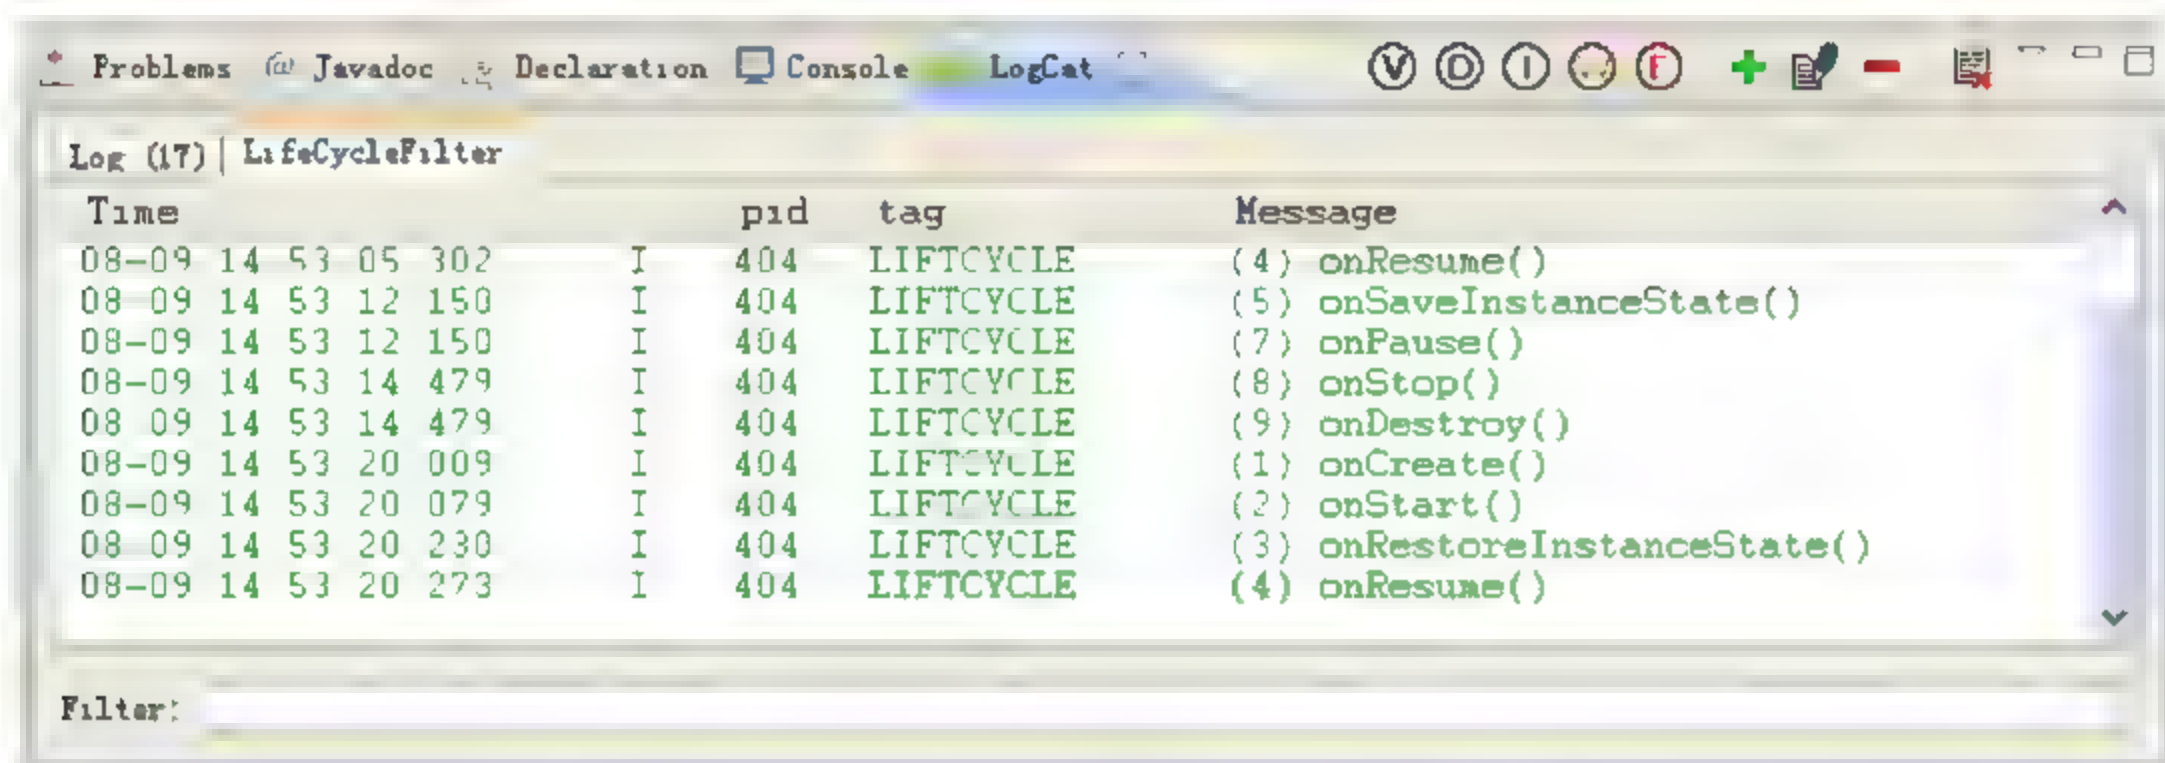 Problems @ Javadoc Declaration Console LogCat V D I E
Log (17) LifeCycleFilter
Time pid tag Message
08-09 14 53 05 302 I 404 LIFTCYCLE (4) onResume()
08-09 14 53 12 150 I 404 LIFTCYCLE (5) onSaveInstanceState()
08-09 14 53 12 150 I 404 LIFTCYCLE (7) onPause()
08-09 14 53 14 479 I 404 LIFTCYCLE (8) onStop()
08 09 14 53 14 479 I 404 LIFTCYCLE (9) onDestroy()
08-09 14 53 20 009 I 404 LIFTCYCLE (1) onCreate()
08-09 14 53 20 079 I 404 LIFTCYCLE (2) onStart()
08 09 14 53 20 230 I 404 LIFTCYCLE (3) onRestoreInstanceState()
08-09 14 53 20 273 I 404 LIFTCYCLE (4) onResume()
Filter: